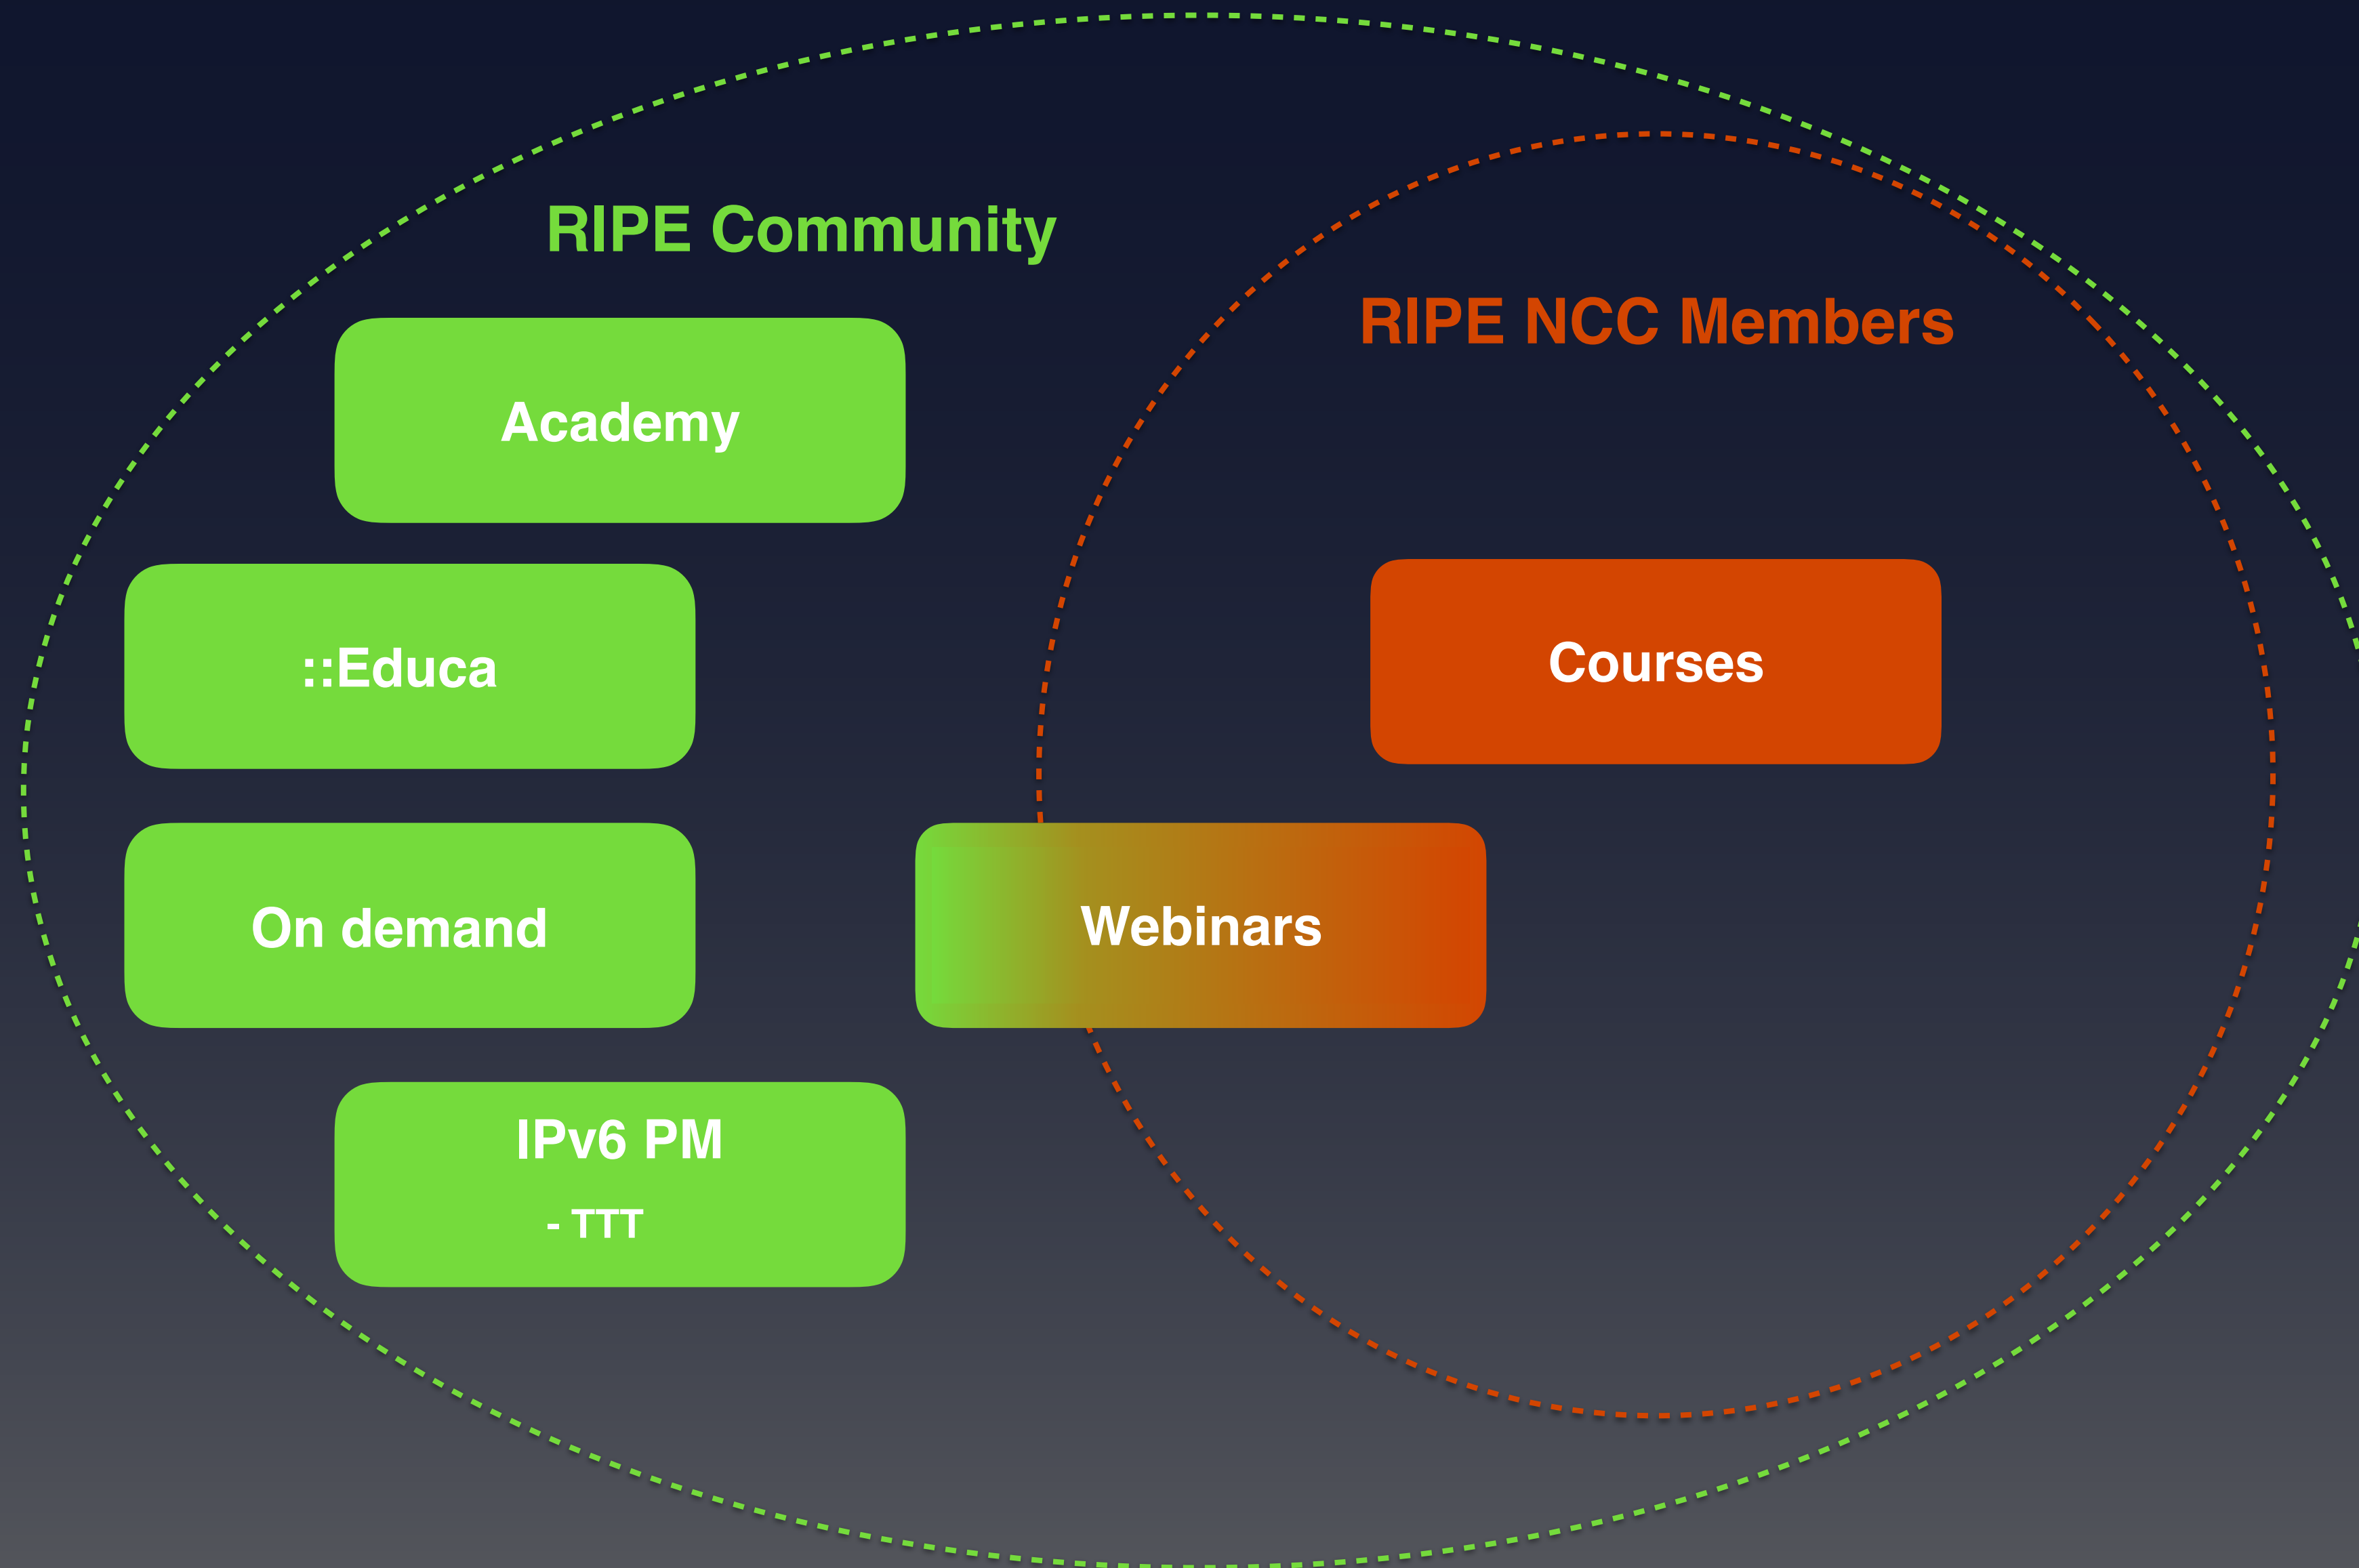 RIPE Community
RIPE NCC Members
Academy
::Educa
Courses
On demand
Webinars
IPv6 PM
- TTT